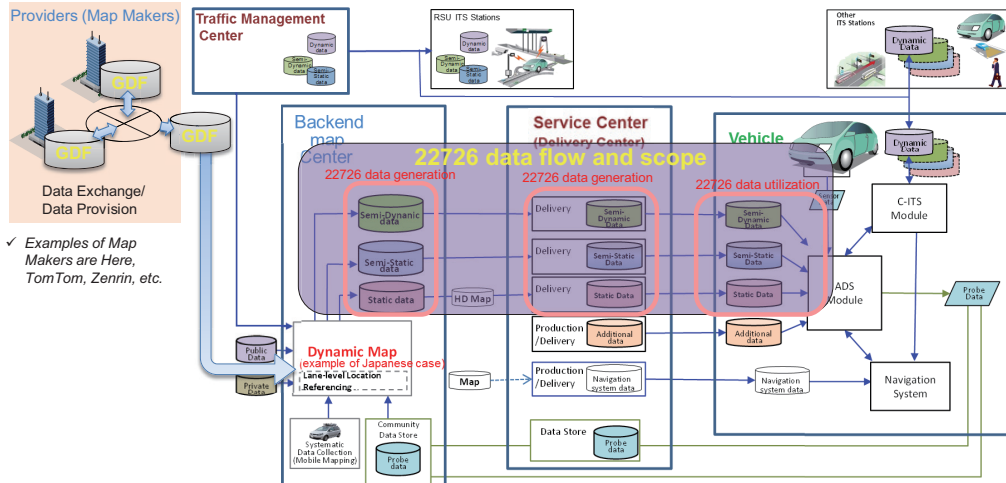 Providers (Map Makers)
GDF
GDF
GDF
Data Exchange/
Data Provision
✓ Examples of Map
Makers are Here,
TomTom, Zenrin, etc.
Traffic Management
Center
Dynamic
data
Semi-
Dynamic
data
Semi-
Static
data
RSU ITS Stations
Dynamic
data
Semi-
Dynamic
data
Semi-
Static
data
Other
ITS Stations
Dynamic
Data
Backend
map
Center
Service Center
(Delivery Center)
Vehicle
22726 data flow and scope
22726 data generation
22726 data generation
22726 data utilization
Dynamic
Data
Sensor
Data
C-ITS
Module
Semi-Dynanic
data
Delivery
Semi-
Dynamic Data
Semi-
Dynamic Data
Semj-Static
data
Delivery
Semi-Static
Data
Semi-Static
Data
Static data
HD Map
Delivery
Static Data
Static Data
ADS
Module
Probe
Data
Production
/Delivery
Additional
data
Additional
data
Public
Data
Private
Data
Dynamic Map
(example of Japanese case)
Lane-level Location
Referencing
Map
Production
/Delivery
Navigation
system data
Navigation
system data
Navigation
System
Systematic
Data Collection
(Mobile Mapping)
Community
Data Store
Probe
data
Data Store
Probe
data